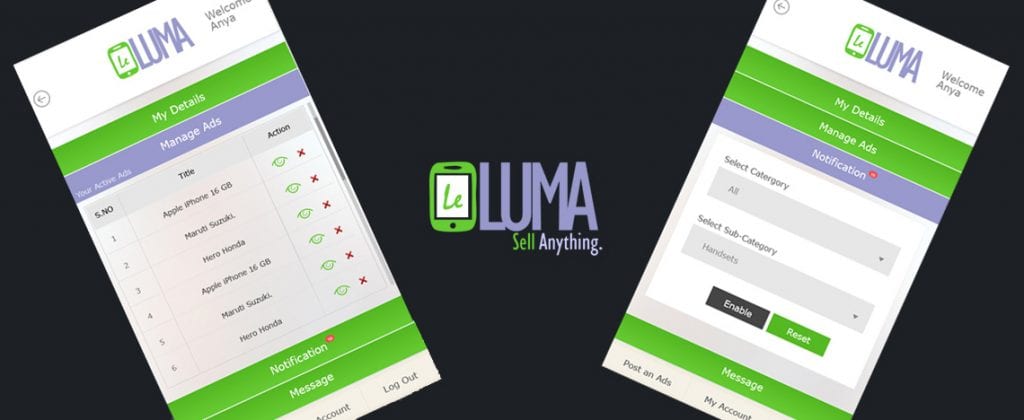 Le LUMA
Welcome
Anya
My Details
Manage Ads
Your Active Ads
S.NO Title Action
1 Apple iPhone 16 GB
2 Maruti Suzuki.
3 Hero Honda
4 Apple iPhone 16 GB
5 Maruti Suzuki.
6 Hero Honda
Notification
Message
Account Log Out
Le LUMA
Sell Anything.
Le LUMA
Welcome
Anya
My Details
Manage Ads
Notification
Select Catergory
All
Select Sub-Category
Handsets
Enable Reset
Message
Post an Ads My Account